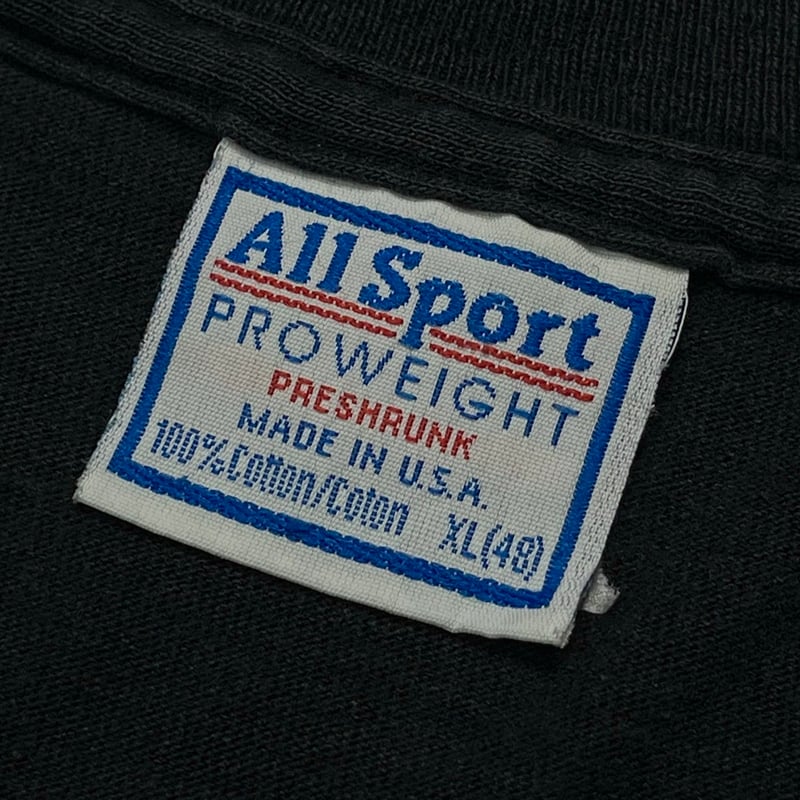 All Sport
PROWEIGHT
PRESHRUNK
MADE IN U.S.A.
100%Cotton/Coton XL(48)